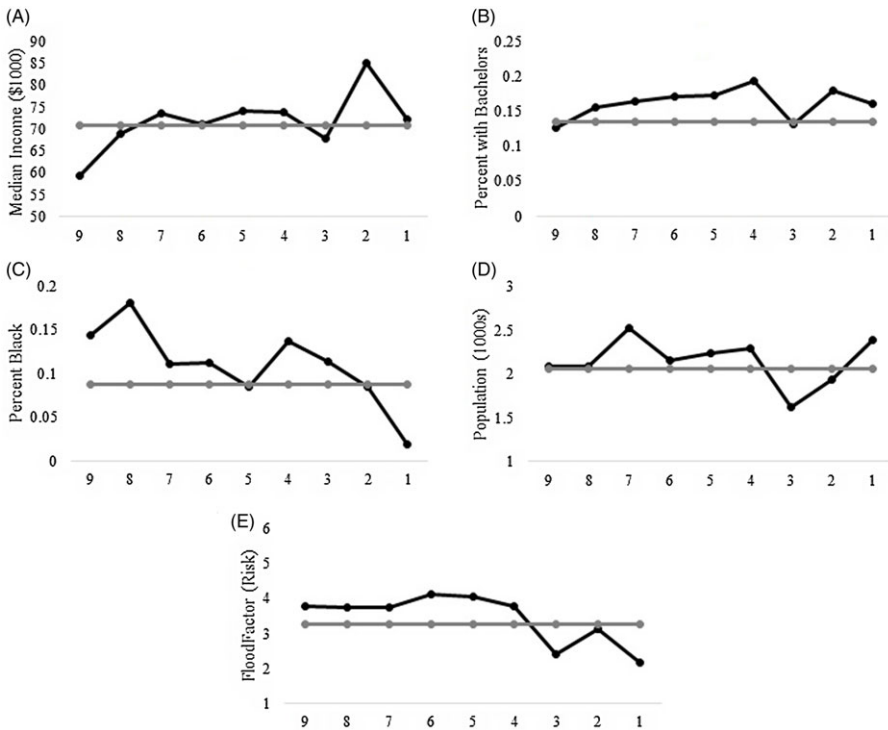 (A)
Median Income ($1000)
90
85
80
75
70
65
60
55
50
9 8 7 6 5 4 3 2 1
(B)
Percent with Bachelors
0.25
0.2
0.15
0.1
0.05
0
9 8 7 6 5 4 3 2 1
(C)
Percent Black
0.2
0.15
0.1
0.05
0
9 8 7 6 5 4 3 2 1
(D)
Population (1000s)
3
2.5
2
1.5
1
9 8 7 6 5 4 3 2 1
(E)
FloodFactor (Risk)
6
5
4
3
2
1
9 8 7 6 5 4 3 2 1